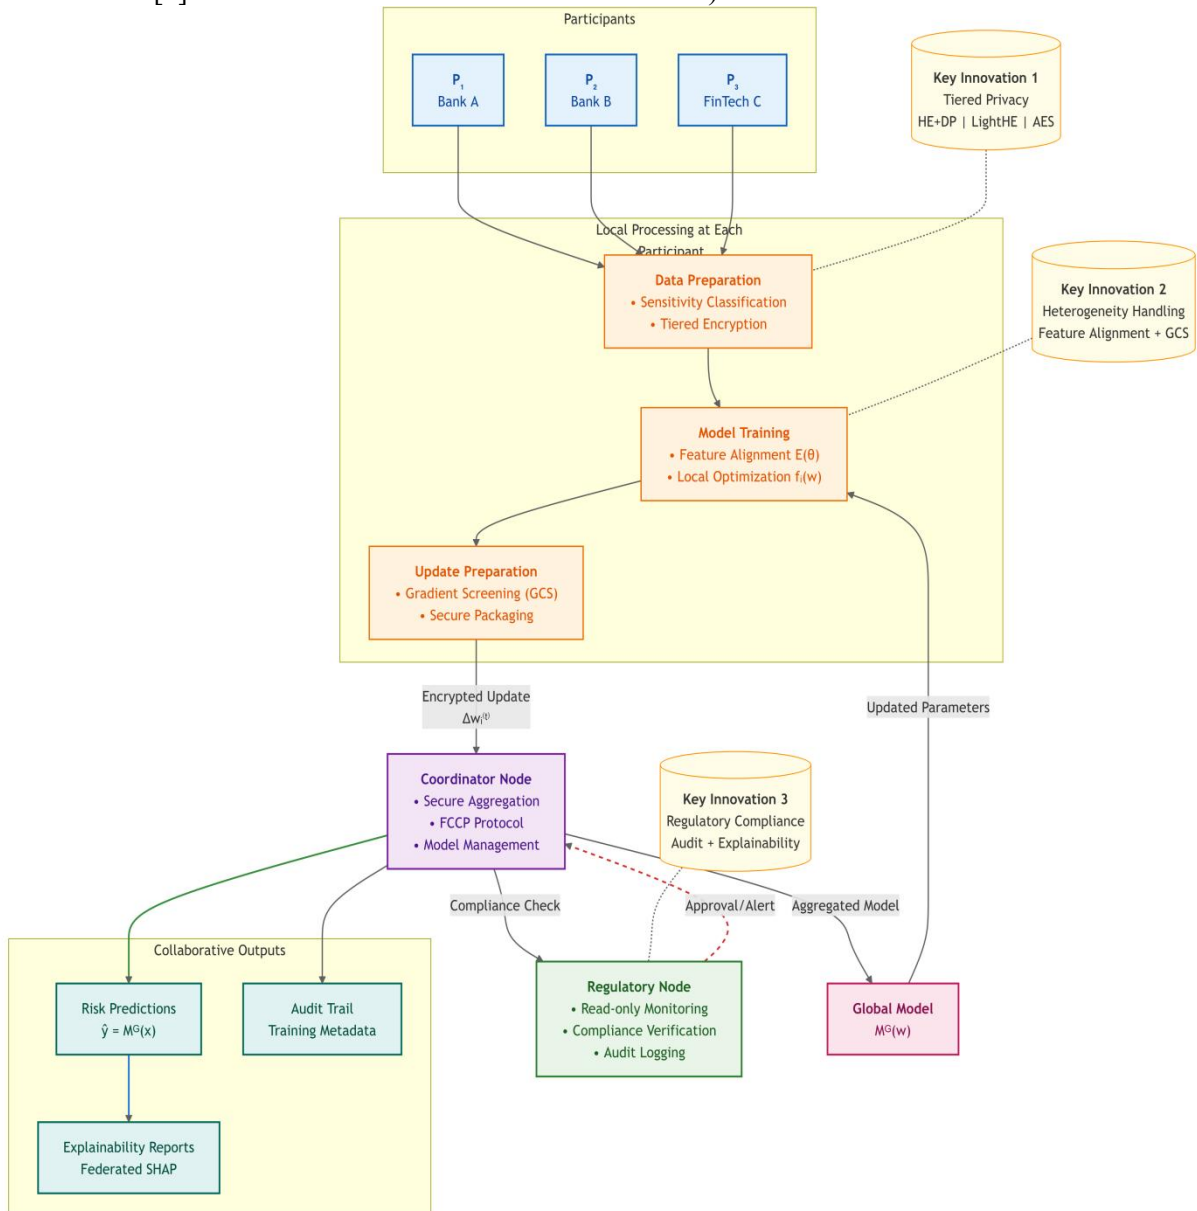 Participants
P₁
Bank A
P₂
Bank B
P₃
FinTech C
Key Innovation 1
Tiered Privacy
HE+DP | LightHE | AES
Local Processing at Each
Participant
Data Preparation
• Sensitivity Classification
• Tiered Encryption
Key Innovation 2
Heterogeneity Handling
Feature Alignment + GCS
Model Training
• Feature Alignment E(θ)
• Local Optimization fᵢ(w)
Update Preparation
• Gradient Screening (GCS)
• Secure Packaging
Encrypted Update
Δwᵢ⁽ᵗ⁾
Updated Parameters
Coordinator Node
• Secure Aggregation
• FCCP Protocol
• Model Management
Key Innovation 3
Regulatory Compliance
Audit + Explainability
Compliance Check
Approval/Alert
Aggregated Model
Collaborative Outputs
Risk Predictions
ŷ = Mᴳ(x)
Audit Trail
Training Metadata
Regulatory Node
• Read-only Monitoring
• Compliance Verification
• Audit Logging
Global Model
Mᴳ(w)
Explainability Reports
Federated SHAP